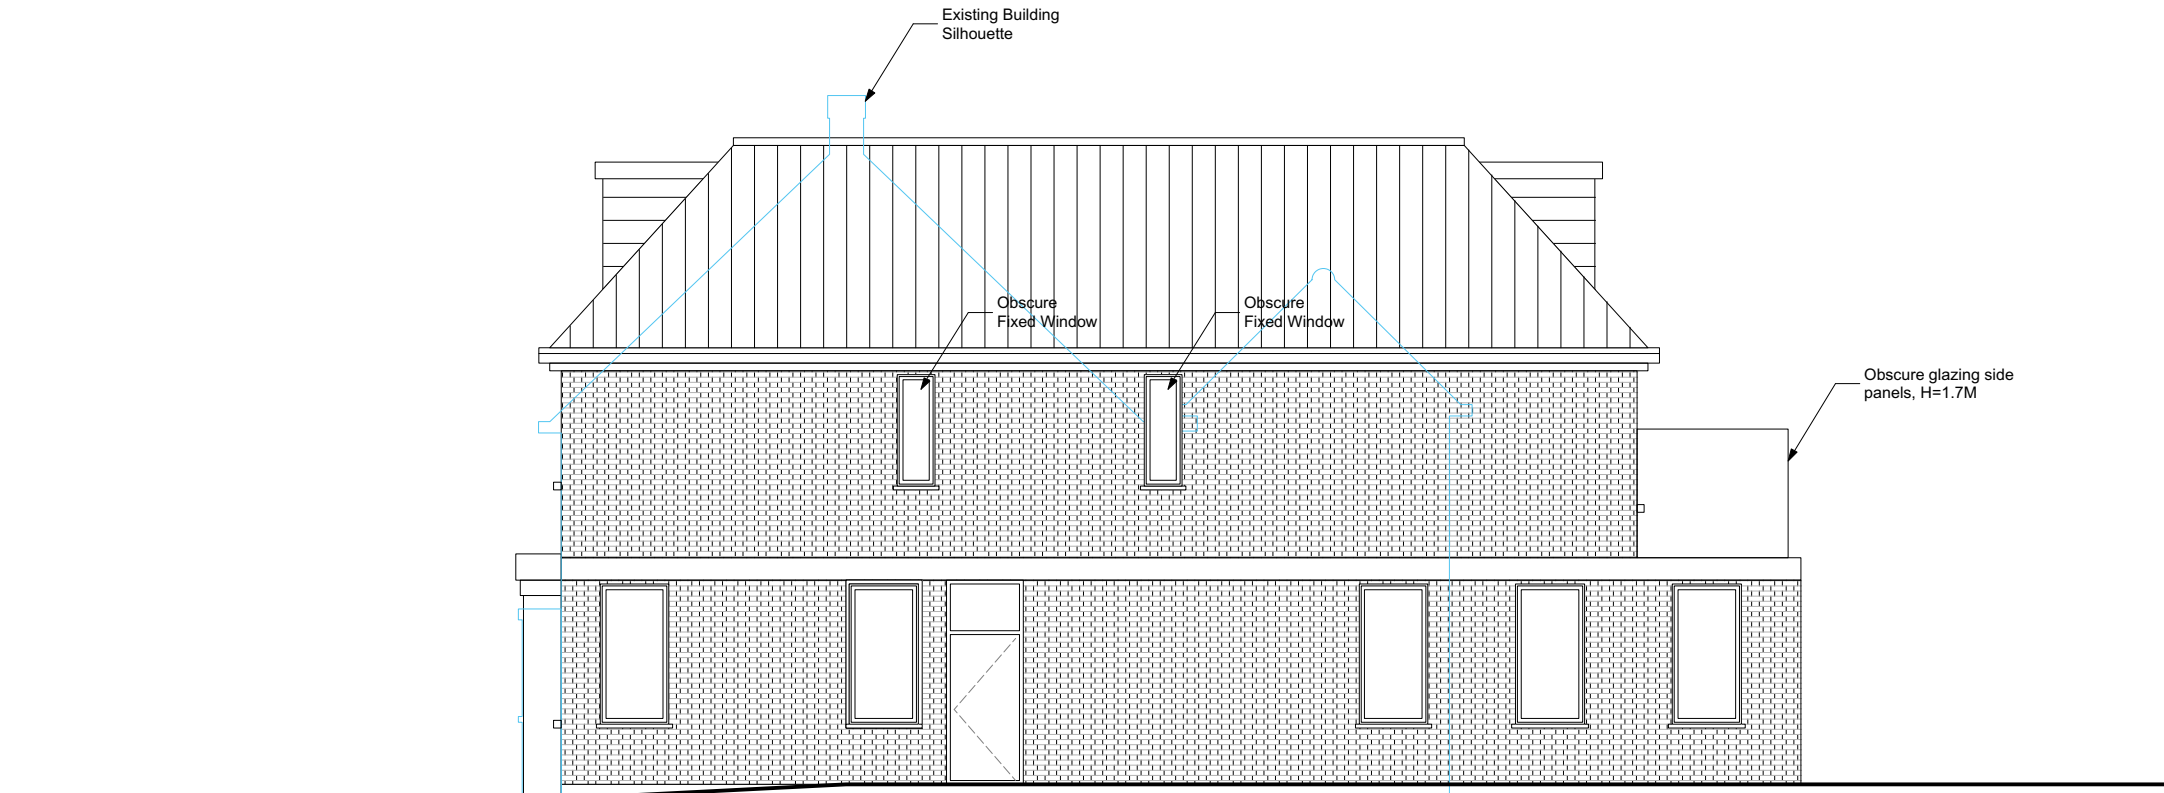 Existing Building
Silhouette
Obscure
Fixed Window
Obscure
Fixed Window
Obscure glazing side
panels, H=1.7M